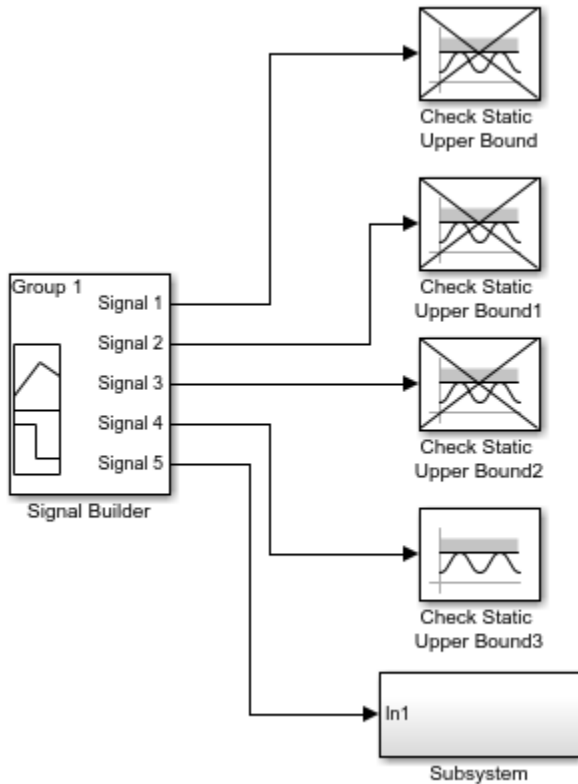 Check Static
Upper Bound
Check Static
Upper Bound1
Group 1
Signal 1
Signal 2
Signal 3
Signal 4
Signal 5
Signal Builder
Check Static
Upper Bound2
Check Static
Upper Bound3
In1
Subsystem